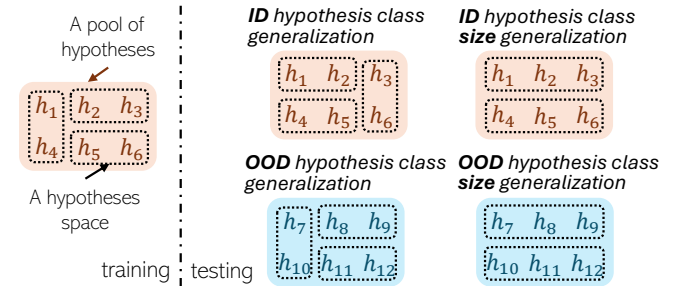 A pool of
hypotheses
h₁ h₂ h₃
h₄ h₅ h₆
A hypotheses
space
training
testing
ID hypothesis class
generalization
h₁ h₂ h₃
h₄ h₅ h₆
ID hypothesis class
size generalization
h₁ h₂ h₃
h₄ h₅ h₆
OOD hypothesis class
generalization
h₇ h₈ h₉
h₁₀ h₁₁ h₁₂
OOD hypothesis class
size generalization
h₇ h₈ h₉
h₁₀ h₁₁ h₁₂